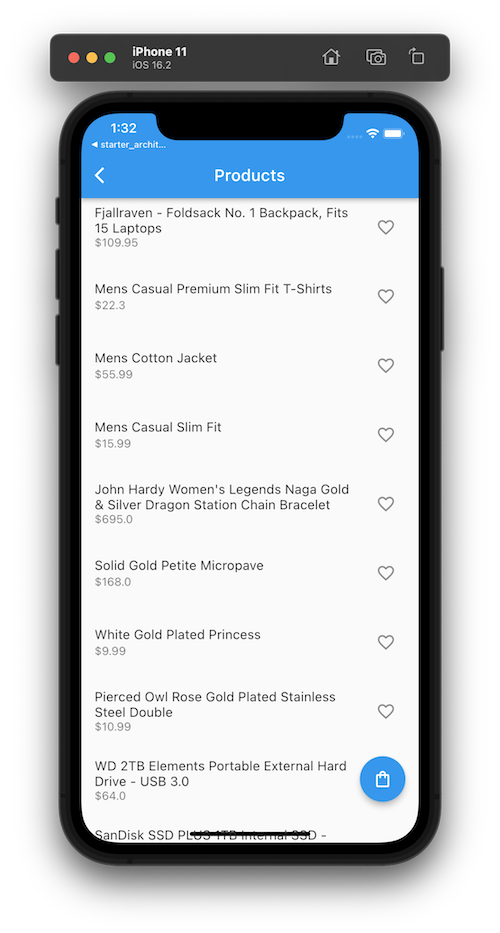 iPhone 11
iOS 16.2
1:32
◀ starter_archit...
Products
Fjallraven - Foldsack No. 1 Backpack, Fits
15 Laptops
$109.95
Mens Casual Premium Slim Fit T-Shirts
$22.3
Mens Cotton Jacket
$55.99
Mens Casual Slim Fit
$15.99
John Hardy Women's Legends Naga Gold
& Silver Dragon Station Chain Bracelet
$695.0
Solid Gold Petite Micropave
$168.0
White Gold Plated Princess
$9.99
Pierced Owl Rose Gold Plated Stainless
Steel Double
$10.99
WD 2TB Elements Portable External Hard
Drive - USB 3.0
$64.0
SanDisk SSD PLUS 1TB Internal SSD -